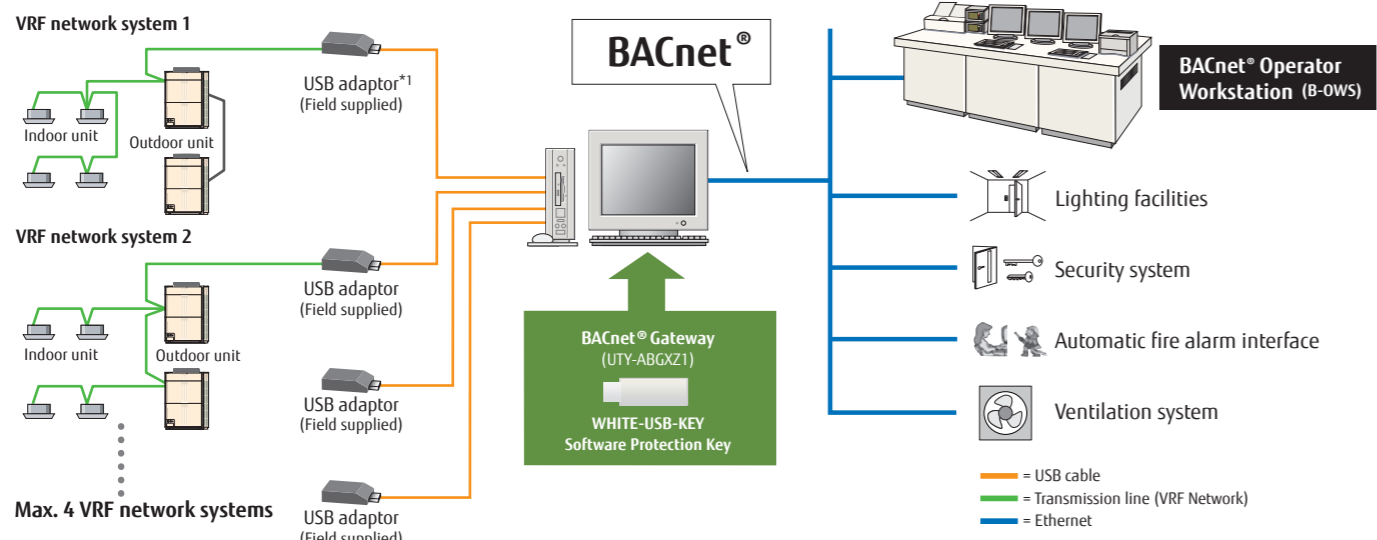 VRF network system 1
USB adaptor*1
(Field supplied)
Indoor unit
Outdoor unit
VRF network system 2
USB adaptor
(Field supplied)
Indoor unit
Outdoor unit
USB adaptor
(Field supplied)
Max. 4 VRF network systems
USB adaptor
(Field supplied)
BACnet®
BACnet® Gateway
(UTY-ABGXZ1)
WHITE-USB-KEY
Software Protection Key
BACnet® Operator
Workstation (B-OWS)
Lighting facilities
Security system
Automatic fire alarm interface
Ventilation system
= USB cable
= Transmission line (VRF Network)
= Ethernet